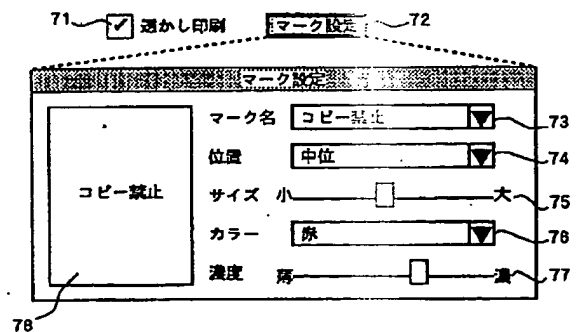 71 透かし印刷 マーク設定 72
マーク設定
マーク名 コピー禁止 73
位置 中位 74
コピー禁止
サイズ 小 大 75
カラー 赤 76
濃度 薄 濃 77
78